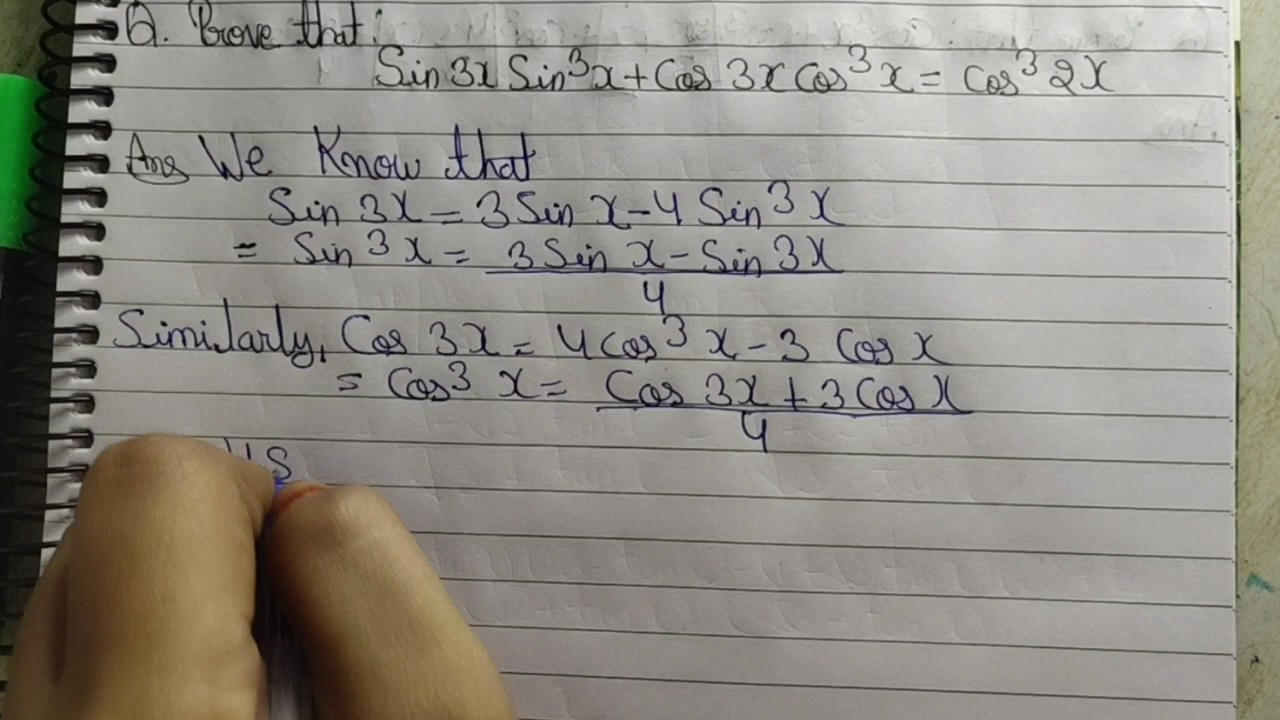 Q. Prove that:
Sin 3x Sin³x + Cos 3x Cos³x = Cos³ 2x
Ans We Know that
Sin 3x = 3 Sin x - 4 Sin³ x
= Sin³ x = 3 Sin x - Sin 3x
4
Similarly, Cos 3x = 4 Cos³ x - 3 Cos x
= Cos³ x = Cos 3x + 3 Cos x
4